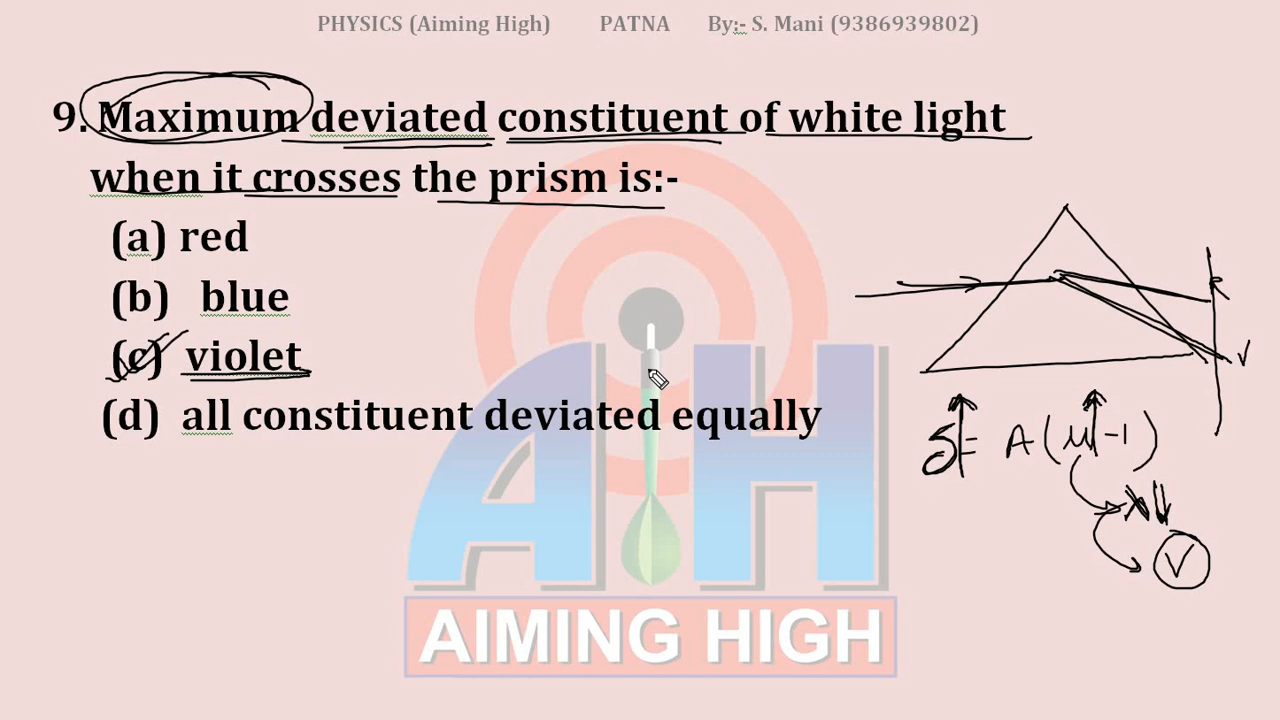 PHYSICS (Aiming High) PATNA By:- S. Mani (9386939802)
9. Maximum deviated constituent of white light
when it crosses the prism is:-
(a) red
(b) blue
(c) violet
(d) all constituent deviated equally
R
V
δ = A (μ - 1)
λ↓
V
AH
AIMING HIGH